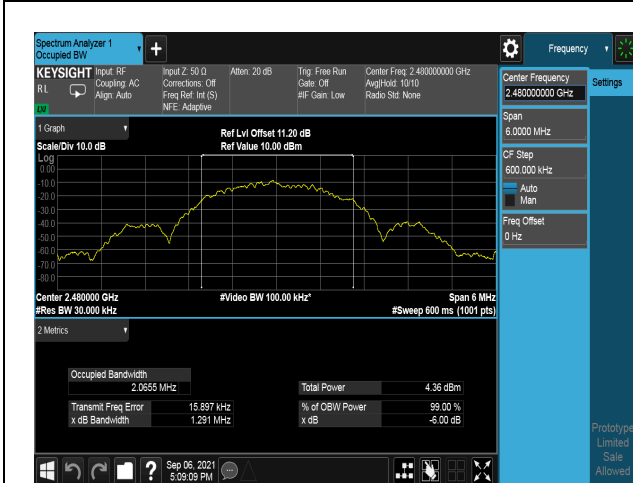 Spectrum Analyzer 1
Occupied BW
Frequency
KEYSIGHT Input: RF Input Z: 50 Ω Atten: 20 dB Trig: Free Run Center Freq: 2.480000000 GHz
RL Coupling: AC Corrections: Off Gate: Off Avg|Hold: 10/10
Align: Auto Freq Ref: Int (S) #IF Gain: Low Radio Std: None
NFE: Adaptive
Center Frequency
2.480000000 GHz
Settings
Span
6.0000 MHz
CF Step
600.000 kHz
Auto
Man
Freq Offset
0 Hz
1 Graph
Ref Lvl Offset 11.20 dB
Scale/Div 10.0 dB Ref Value 10.00 dBm
Log
0.00
-10.0
-20.0
-30.0
-40.0
-50.0
-60.0
-70.0
-80.0
Center 2.480000 GHz #Video BW 100.00 kHz* Span 6 MHz
#Res BW 30.000 kHz #Sweep 600 ms (1001 pts)
2 Metrics
Occupied Bandwidth
2.0655 MHz Total Power 4.36 dBm
Transmit Freq Error 15.897 kHz % of OBW Power 99.00 %
x dB Bandwidth 1.291 MHz x dB -6.00 dB
Prototype
Limited
Sale
Allowed
? Sep 06, 2021
5:09:09 PM